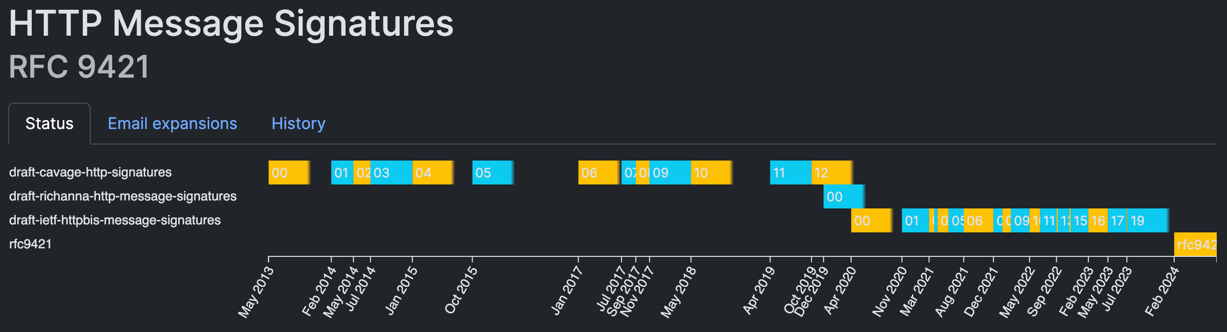 HTTP Message Signatures
RFC 9421
Status Email expansions History
draft-cavage-http-signatures 00 01 02 03 04 05 06 07 08 09 10 11 12
draft-richanna-http-message-signatures 00
draft-ietf-httpbis-message-signatures 00 01 05 06 09 11 13 15 16 17 19
rfc9421 rfc942
May 2013 Feb 2014 May 2014 Jul 2014 Jan 2015 Oct 2015 Jan 2017 Jul 2017 Sep 2017 Nov 2017 May 2018 Apr 2019 Oct 2019 Dec 2019 Apr 2020 Nov 2020 Mar 2021 Aug 2021 Dec 2021 May 2022 Sep 2022 Feb 2023 May 2023 Jul 2023 Feb 2024